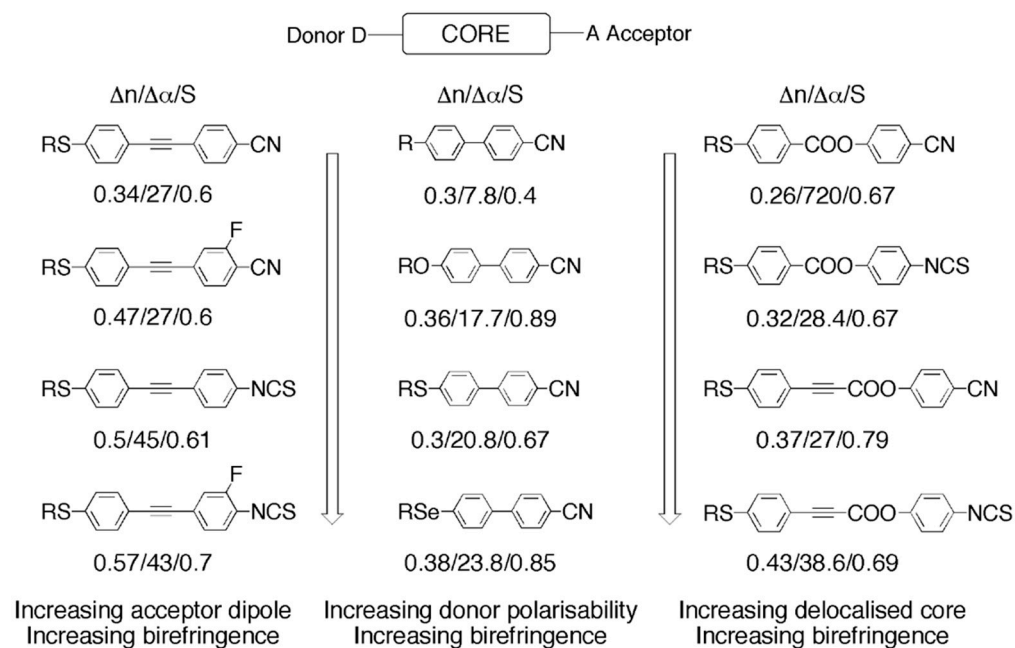 Donor D CORE A Acceptor
Δn/Δα/S Δn/Δα/S Δn/Δα/S
RS CN R CN RS COO CN
0.34/27/0.6 0.3/7.8/0.4 0.26/720/0.67
F
RS CN RO CN RS COO NCS
0.47/27/0.6 0.36/17.7/0.89 0.32/28.4/0.67
RS NCS RS CN RS COO CN
0.5/45/0.61 0.3/20.8/0.67 0.37/27/0.79
F
RS NCS RSe CN RS COO NCS
0.57/43/0.7 0.38/23.8/0.85 0.43/38.6/0.69
Increasing acceptor dipole Increasing donor polarisability Increasing delocalised core
Increasing birefringence Increasing birefringence Increasing birefringence